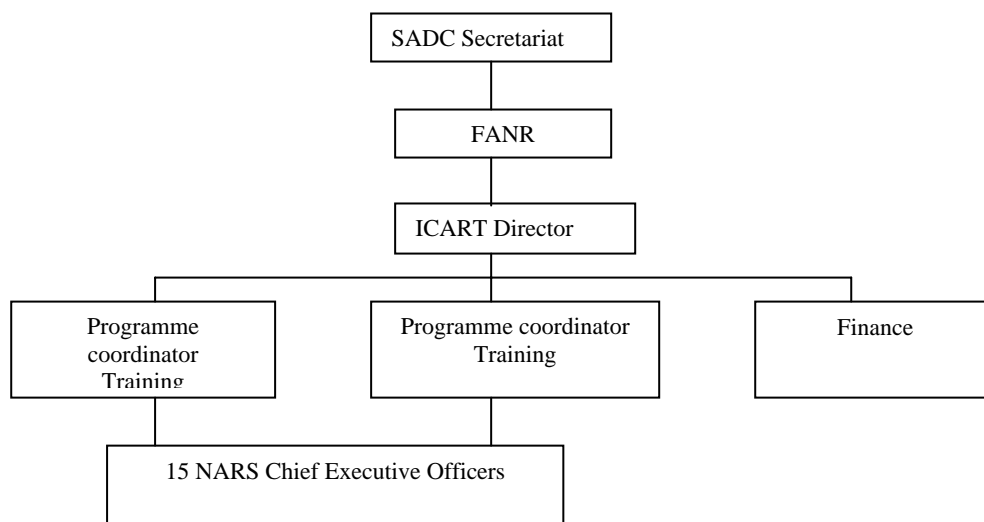 SADC Secretariat
FANR
ICART Director
Programme
coordinator
Training
Programme coordinator
Training
Finance
15 NARS Chief Executive Officers